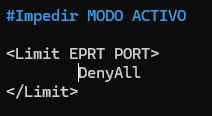 #Impedir MODO ACTIVO
<Limit EPRT PORT>
DenyAll
</Limit>